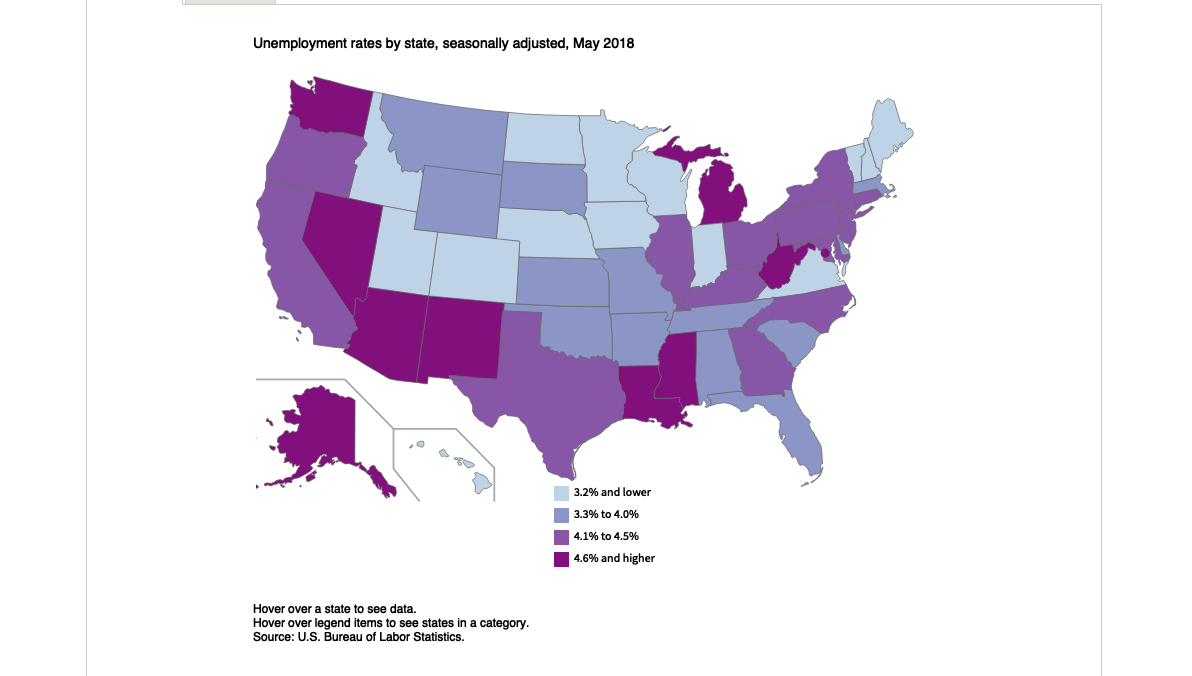 Unemployment rates by state, seasonally adjusted, May 2018
3.2% and lower
3.3% to 4.0%
4.1% to 4.5%
4.6% and higher
Hover over a state to see data.
Hover over legend items to see states in a category.
Source: U.S. Bureau of Labor Statistics.